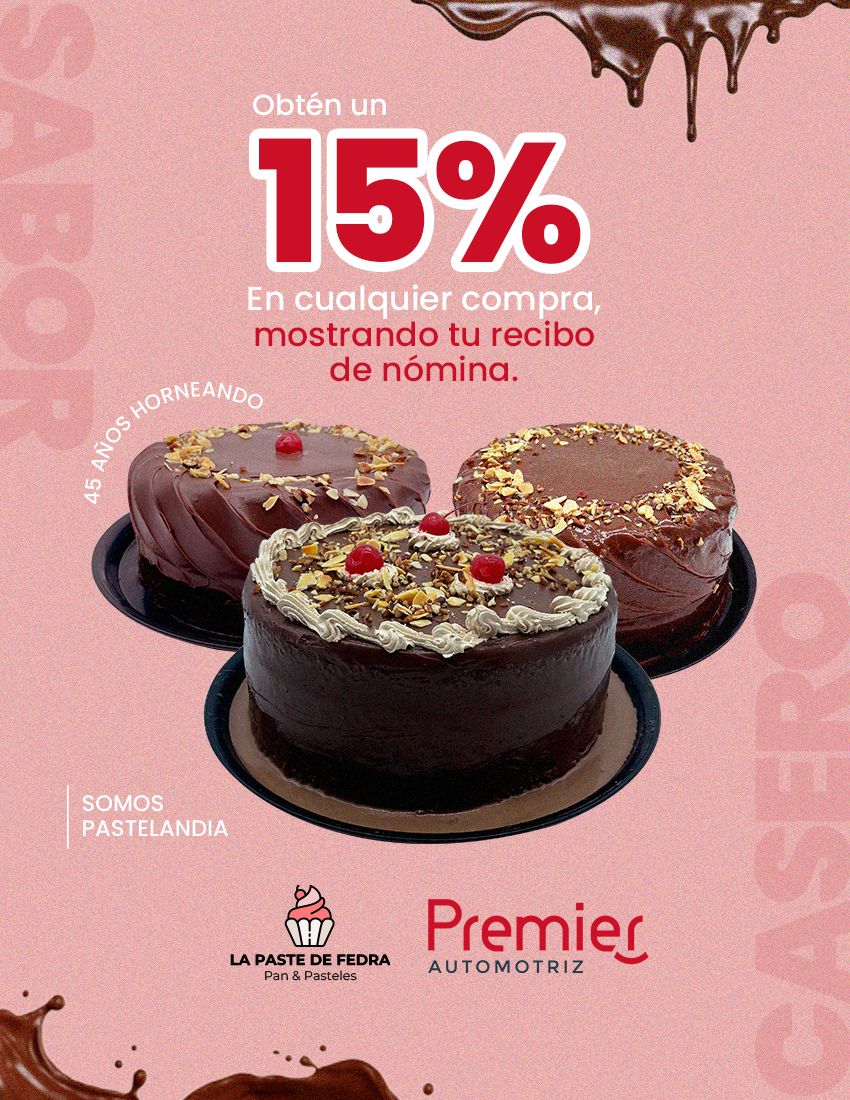 SABOR
Obtén un
15%
En cualquier compra,
mostrando tu recibo
de nómina.
45 AÑOS HORNEANDO
CASERO
SOMOS
PASTELANDIA
LA PASTE DE FEDRA
Pan & Pasteles
Premier
AUTOMOTRIZ